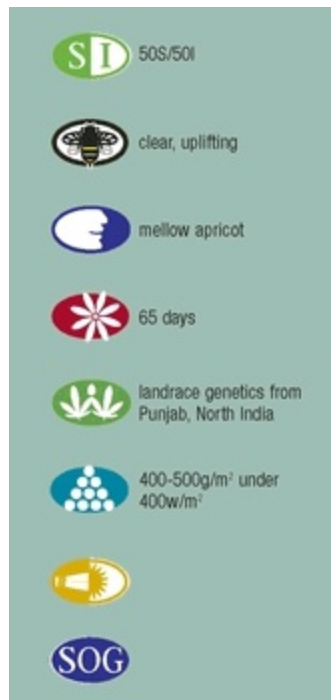 SI 50S/50I
clear, uplifting
mellow apricot
65 days
landrace genetics from
Punjab, North India
400-500g/m² under
400w/m²
SOG